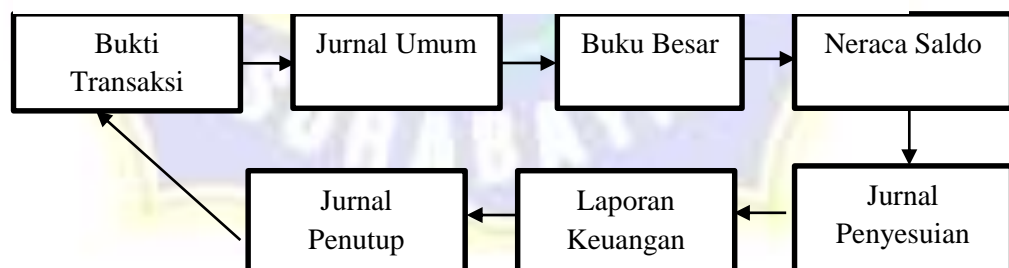 Bukti
Transaksi
Jurnal Umum
Buku Besar
Neraca Saldo
Jurnal
Penutup
Laporan
Keuangan
Jurnal
Penyesuian